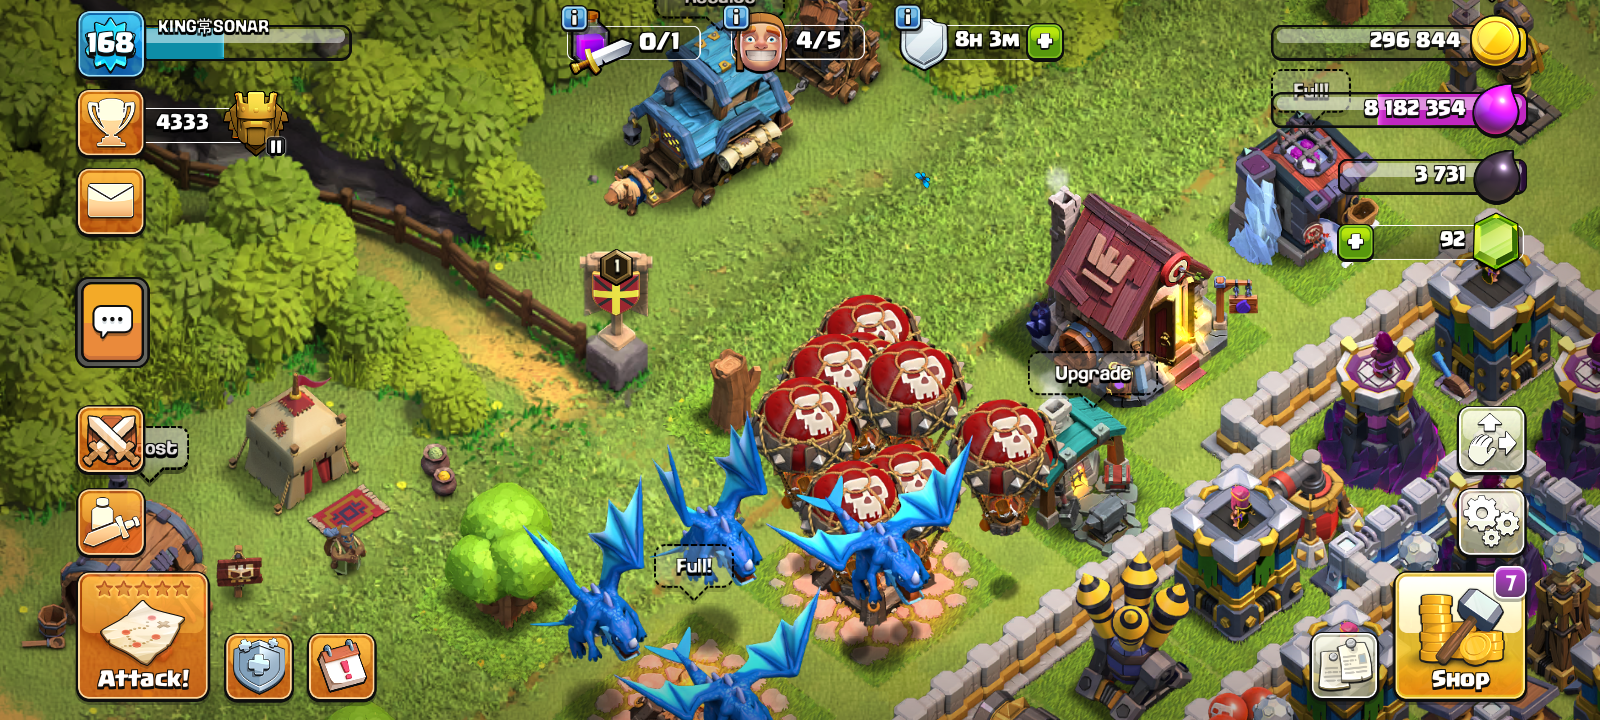 168
KING常SONAR
0/1
4/5
8H 3M
296 844
Full!
8 182 354
4333
3 731
92
1
Upgrade
ost
Full!
7
Attack!
Shop